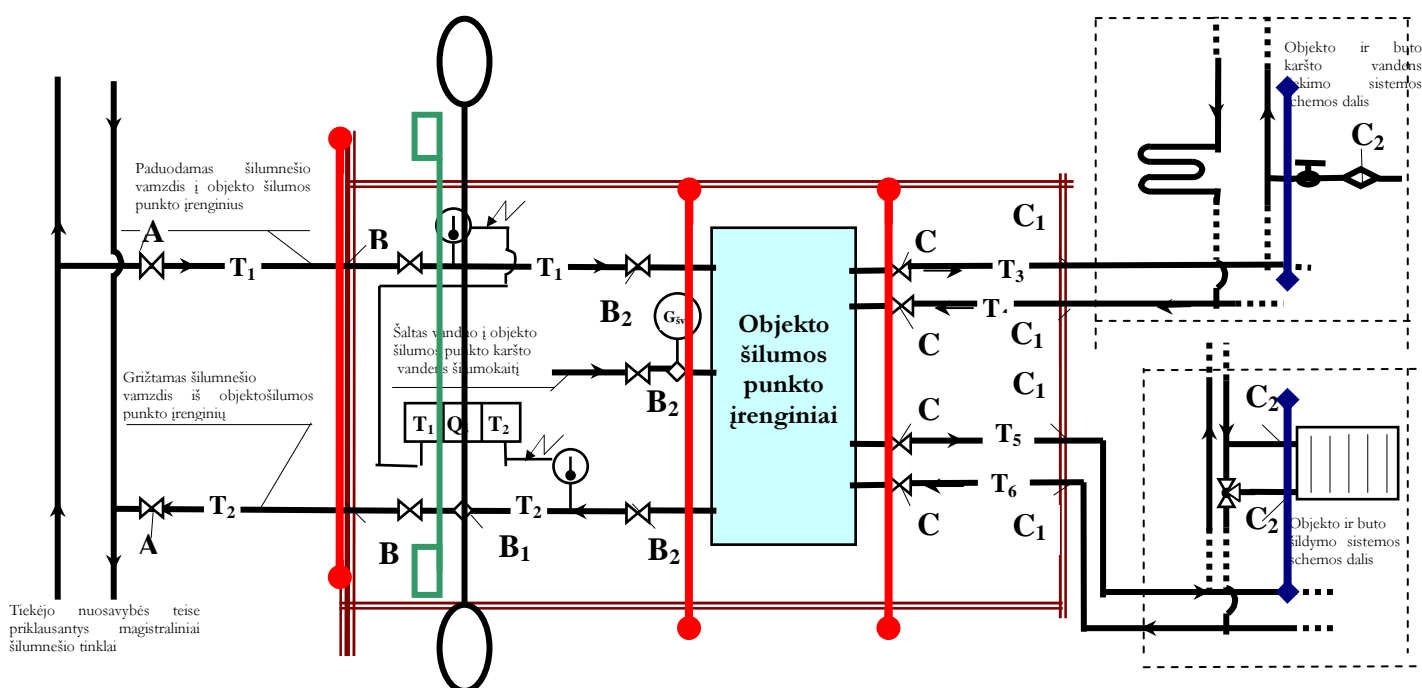 Objekto ir buto
karšto vandens
sistemos
schemos dalis
C2
Paduodamas šilumnešio
vamzdis į objekto šilumos
punkto įrenginius
A
B
T1
T1
B2
Gšv
C
T3
C1
C
C1
Šaltas vanduo į objekto
šilumos punkto karšto
vandens šilumokaitį
B2
Objekto
šilumos
punkto
įrenginiai
Grižtamas šilumnešio
vamzdis iš objektošilumos
punkto įrenginių
T1
T2
C
T5
C1
C2
A
T2
B
B1
T2
B2
C
T6
C1
C2
Objekto ir buto
šildymo sistemos
schemos dalis
Tiekėjo nuosavybės teise
priklausantys magistraliniai
šilumnešio tinklai